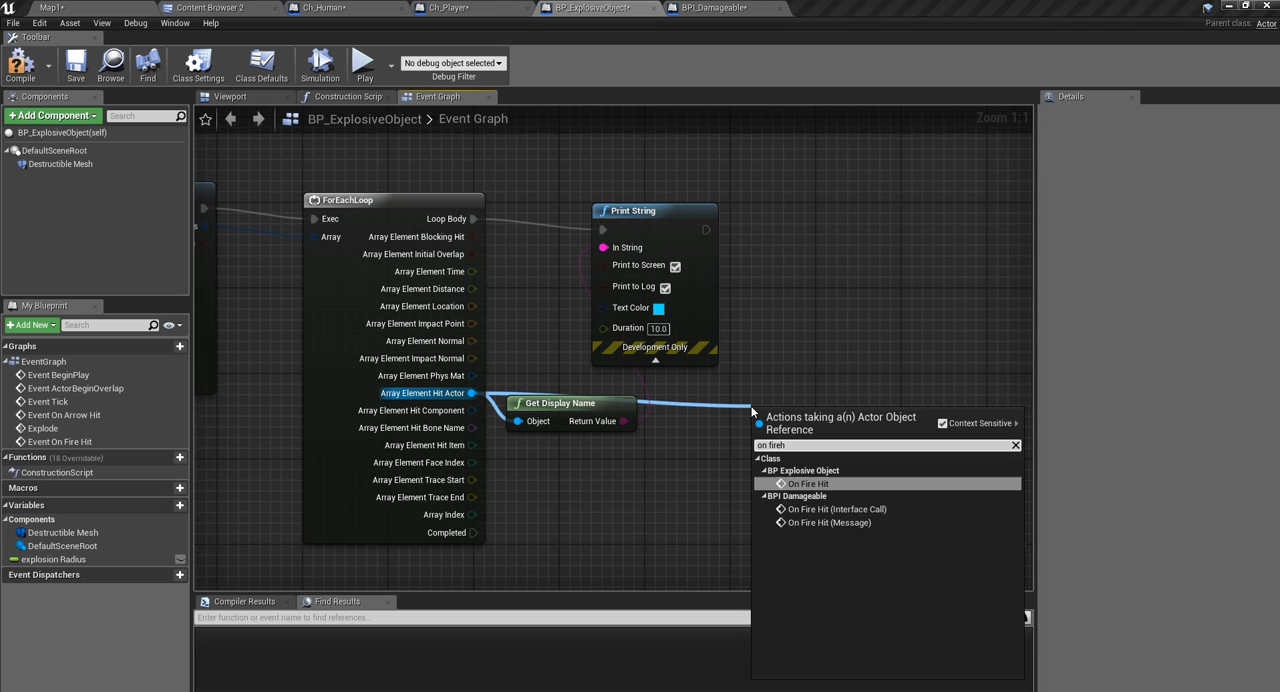 Map1*
Content Browser 2
Ch_Human*
Ch_Player*
BP_ExplosiveObject*
BPI_Damageable*
File Edit Asset View Debug Window Help
Parent class: Actor
Toolbar
Compile
Save
Browse
Find
Class Settings
Class Defaults
Simulation
Play
No debug object selected
Debug Filter
Components
+ Add Component
Search
BP_ExplosiveObject(self)
DefaultSceneRoot
Destructible Mesh
My Blueprint
+ Add New
Search
Graphs
EventGraph
Event BeginPlay
Event ActorBeginOverlap
Event Tick
Event On Arrow Hit
Explode
Event On Fire Hit
Functions (18 Overridable)
ConstructionScript
Macros
Variables
Components
Destructible Mesh
DefaultSceneRoot
explosion Radius
Event Dispatchers
Viewport
Construction Scrip
Event Graph
BP_ExplosiveObject > Event Graph
Zoom 1:1
ForEachLoop
Exec
Loop Body
Array
Array Element Blocking Hit
Array Element Initial Overlap
Array Element Time
Array Element Distance
Array Element Location
Array Element Impact Point
Array Element Normal
Array Element Impact Normal
Array Element Phys Mat
Array Element Hit Actor
Array Element Hit Component
Array Element Hit Bone Name
Array Element Hit Item
Array Element Face Index
Array Element Trace Start
Array Element Trace End
Array Index
Completed
Print String
In String
Print to Screen
Print to Log
Text Color
Duration 10.0
Development Only
Get Display Name
Object
Return Value
Actions taking a(n) Actor Object
Reference
Context Sensitive
on fireh
Class
BP Explosive Object
On Fire Hit
BPI Damageable
On Fire Hit (Interface Call)
On Fire Hit (Message)
Compiler Results
Find Results
Enter function or event name to find references...
Details